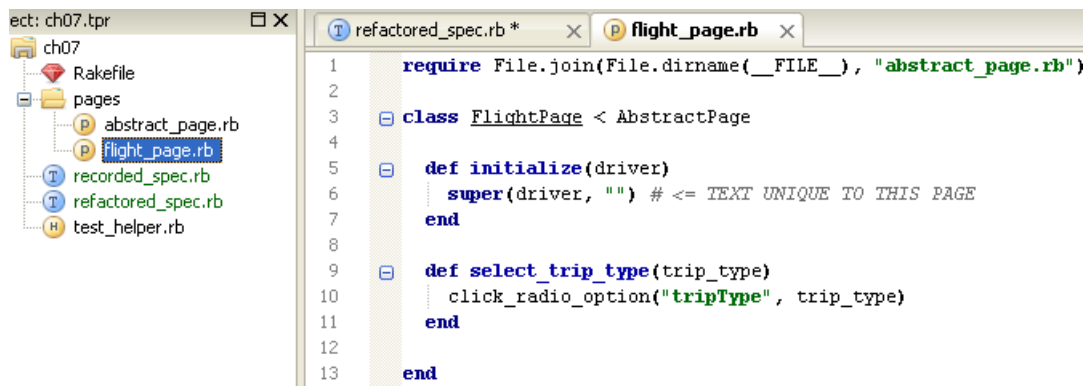 ect: ch07.tpr
ch07
Rakefile
pages
P abstract_page.rb
P flight_page.rb
T recorded_spec.rb
T refactored_spec.rb
H test_helper.rb
T refactored_spec.rb * P flight_page.rb
1 require File.join(File.dirname(__FILE__), "abstract_page.rb")
2
3 class FlightPage < AbstractPage
4
5 def initialize(driver)
6 super(driver, "") # <= TEXT UNIQUE TO THIS PAGE
7 end
8
9 def select_trip_type(trip_type)
10 click_radio_option("tripType", trip_type)
11 end
12
13 end